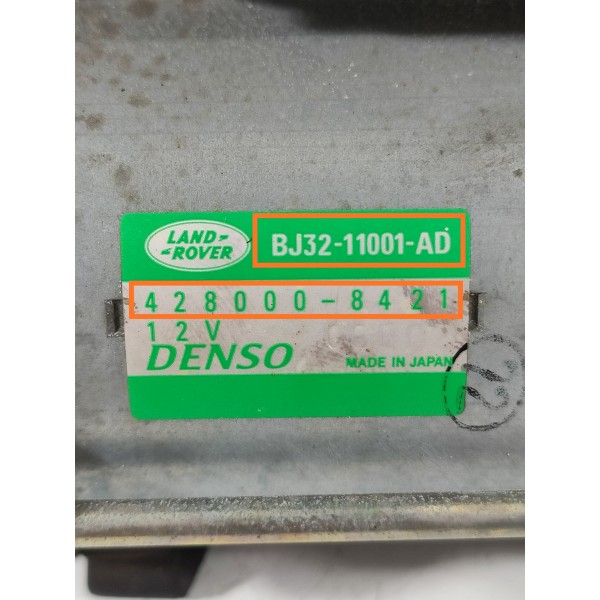 LAND-
ROVER
BJ32-11001-AD
428000-8421
12V
DENSO
MADE IN JAPAN